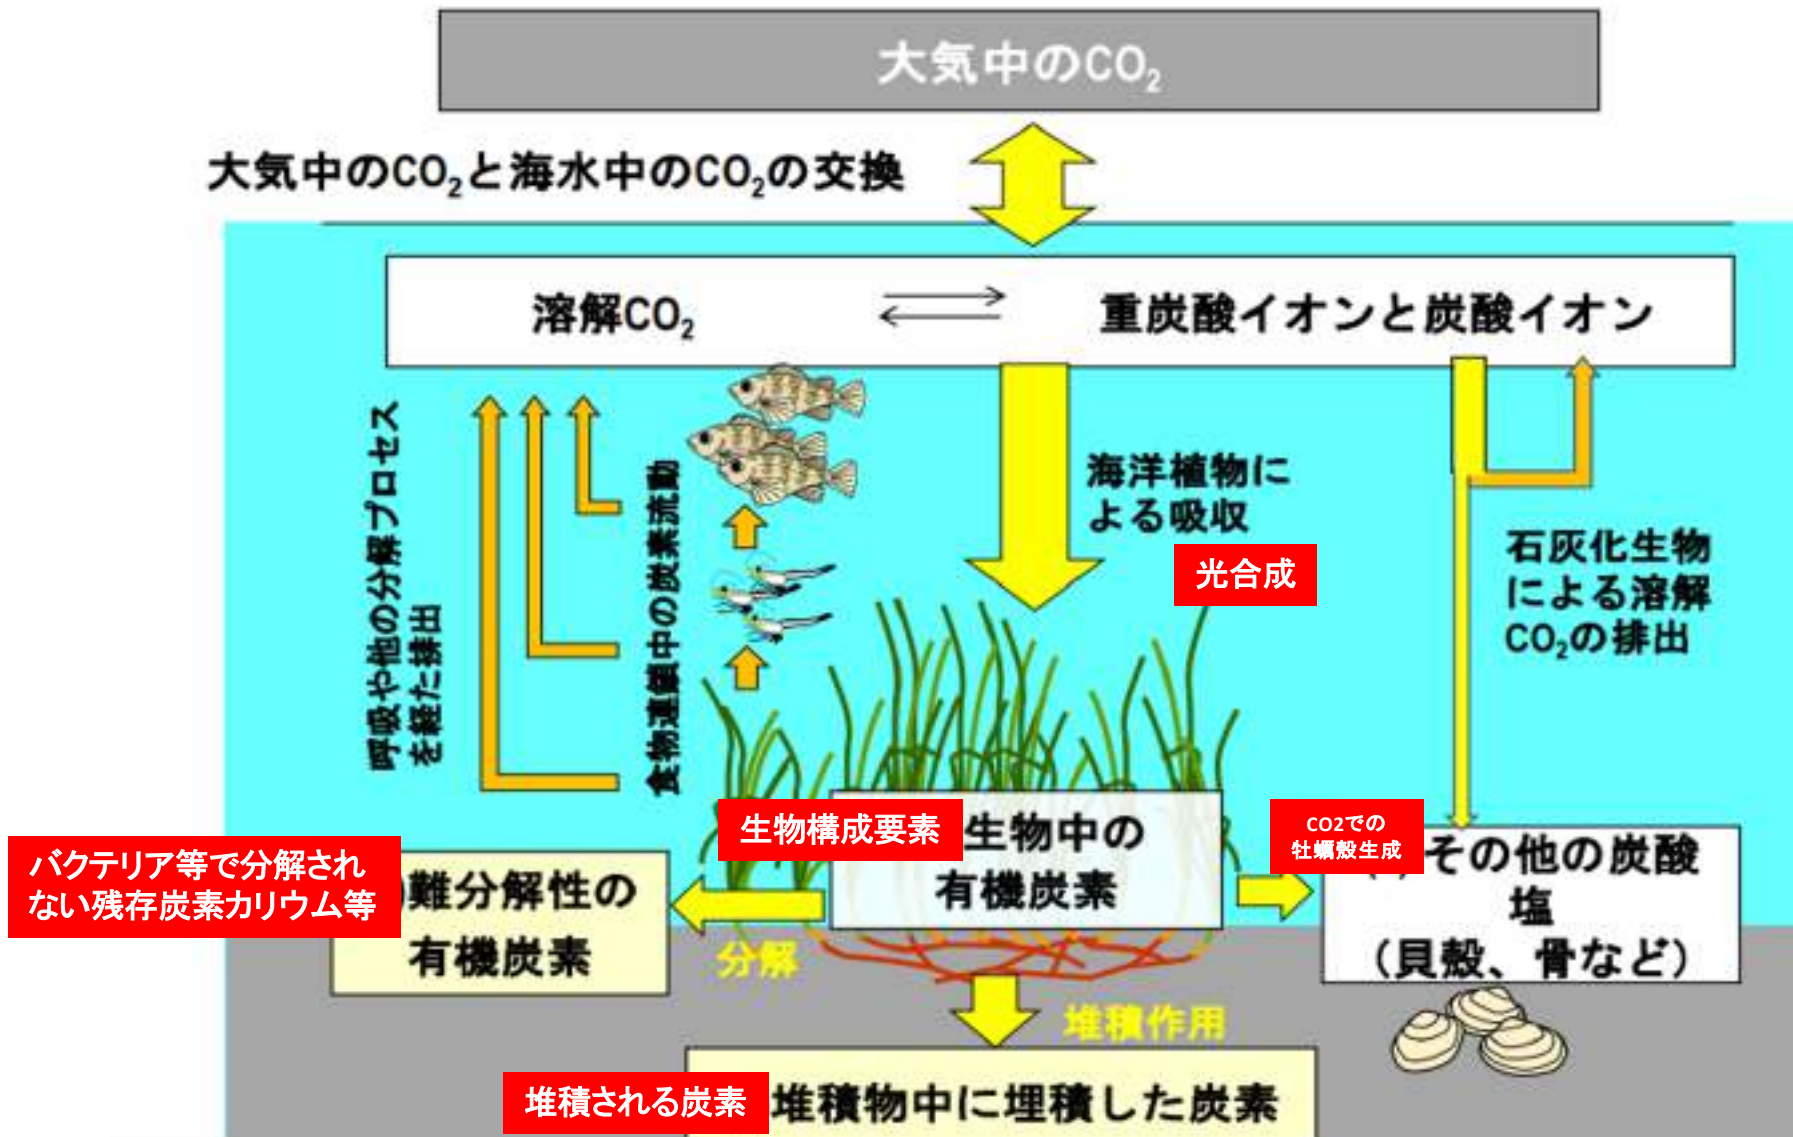 大気中のCO2
大気中のCO2と海水中のCO2の交換
溶解CO2
重炭酸イオンと炭酸イオン
呼吸や他の分解プロセス
を経た排出
食物連鎖中の炭素流動
海洋植物に
よる吸収
光合成
石灰化生物
による溶解
CO2の排出
生物構成要素
生物中の
有機炭素
CO2での
牡蠣殻生成
その他の炭酸
塩
（貝殻、骨など）
バクテリア等で分解され
ない残存炭素カリウム等
難分解性の
有機炭素
分解
堆積作用
堆積される炭素
堆積物中に埋積した炭素